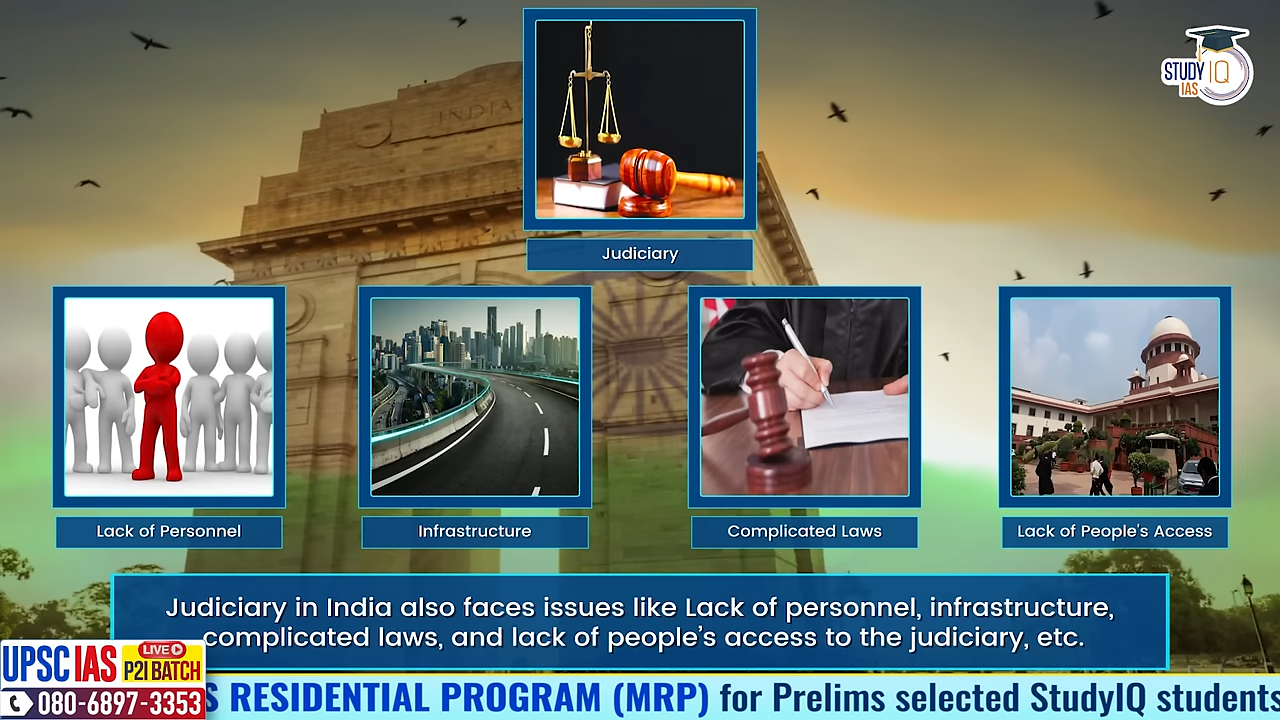 INDIA
STUDY IQ
IAS
Judiciary
Lack of Personnel
Infrastructure
Complicated Laws
Lack of People's Access
Judiciary in India also faces issues like Lack of personnel, infrastructure,
complicated laws, and lack of people's access to the judiciary, etc.
UPSC IAS
LIVE
P2I BATCH
080-6897-3353
S RESIDENTIAL PROGRAM (MRP) for Prelims selected StudyIQ students